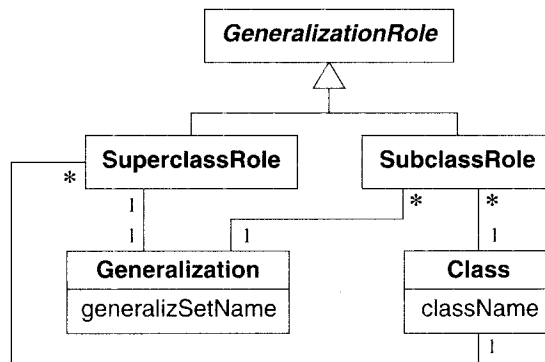 GeneralizationRole
SuperclassRole
SubclassRole
*
*
*
1
1
1
1
Generalization
Class
generalizSetName
className
1